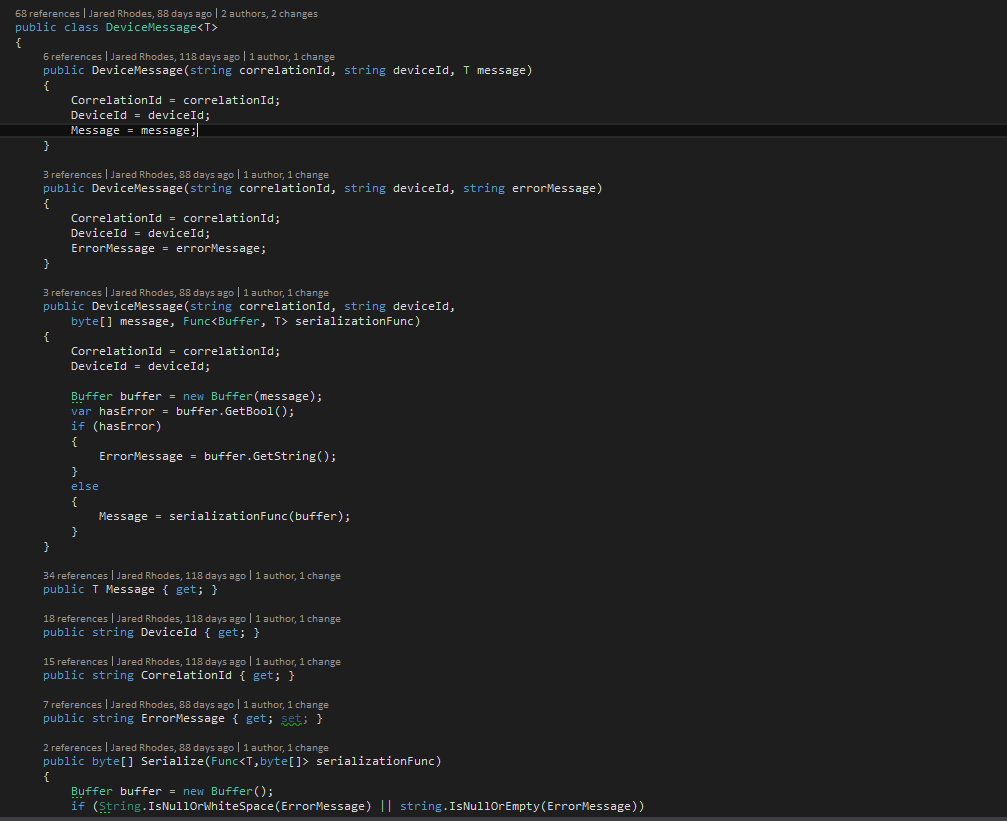 68 references | Jared Rhodes, 88 days ago | 2 authors, 2 changes
public class DeviceMessage<T>
{
6 references | Jared Rhodes, 118 days ago | 1 author, 1 change
public DeviceMessage(string correlationId, string deviceId, T message)
{
CorrelationId = correlationId;
DeviceId = deviceId;
Message = message;
}
3 references | Jared Rhodes, 88 days ago | 1 author, 1 change
public DeviceMessage(string correlationId, string deviceId, string errorMessage)
{
CorrelationId = correlationId;
DeviceId = deviceId;
ErrorMessage = errorMessage;
}
3 references | Jared Rhodes, 88 days ago | 1 author, 1 change
public DeviceMessage(string correlationId, string deviceId,
byte[] message, Func<Buffer, T> serializationFunc)
{
CorrelationId = correlationId;
DeviceId = deviceId;
Buffer buffer = new Buffer(message);
var hasError = buffer.GetBool();
if (hasError)
{
ErrorMessage = buffer.GetString();
}
else
{
Message = serializationFunc(buffer);
}
}
34 references | Jared Rhodes, 118 days ago | 1 author, 1 change
public T Message { get; }
18 references | Jared Rhodes, 118 days ago | 1 author, 1 change
public string DeviceId { get; }
15 references | Jared Rhodes, 118 days ago | 1 author, 1 change
public string CorrelationId { get; }
7 references | Jared Rhodes, 88 days ago | 1 author, 1 change
public string ErrorMessage { get; set; }
2 references | Jared Rhodes, 88 days ago | 1 author, 1 change
public byte[] Serialize(Func<T,byte[]> serializationFunc)
{
Buffer buffer = new Buffer();
if (String.IsNullOrWhiteSpace(ErrorMessage) || string.IsNullOrEmpty(ErrorMessage))